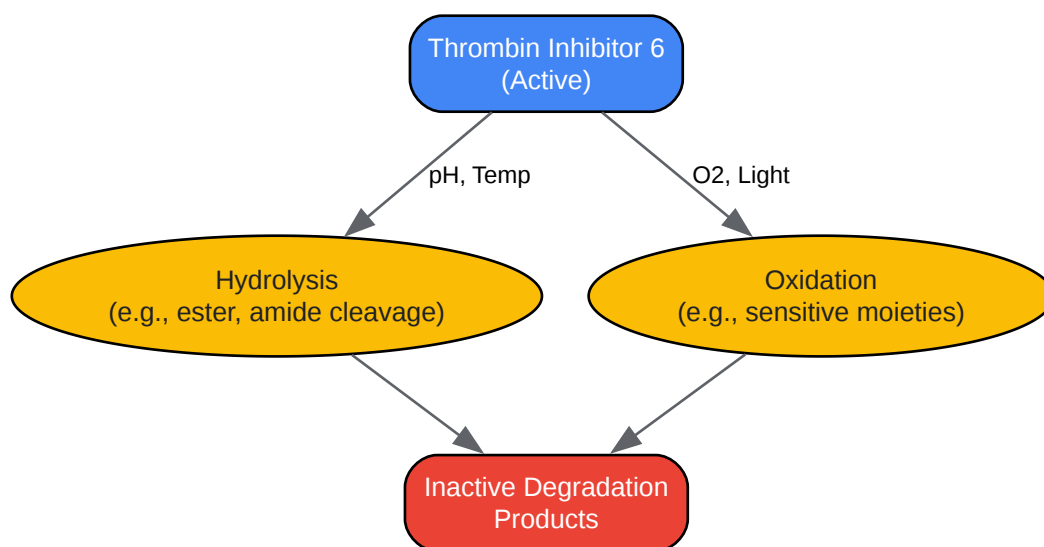 Thrombin Inhibitor 6
(Active)
pH, Temp
O2, Light
Hydrolysis
(e.g., ester, amide cleavage)
Oxidation
(e.g., sensitive moieties)
Inactive Degradation
Products